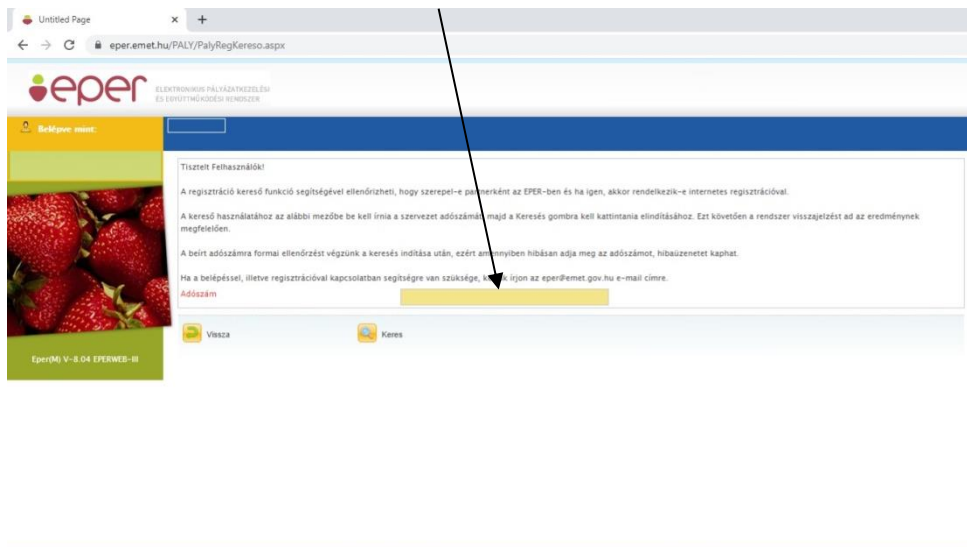 Untitled Page
eper.emet.hu/PALY/PalyRegKereso.aspx
eper
ELEKTRONIKUS PÁLYÁZATKEZELÉSI
ÉS EGYÜTTMŰKÖDÉSI RENDSZER
Belépve mint:
Tisztelt Felhasználók!
A regisztráció kereső funkció segítségével ellenőrizheti, hogy szerepel-e partnerként az EPER-ben és ha igen, akkor rendelkezik-e internetes regisztrációval.
A kereső használatához az alábbi mezőbe be kell írnia a szervezet adószámát, majd a Keresés gombra kell kattintania elindításához. Ezt követően a rendszer visszajelzést ad az eredménynek
megfelelően.
A beírt adószámra formai ellenőrzést végzünk a keresés indítása után, ezért amennyiben hibásan adja meg az adószámot, hibaüzenetet kaphat.
Ha a belépéssel, illetve regisztrációval kapcsolatban segítségre van szüksége, kérjük írjon az eper@emet.gov.hu e-mail címre.
Adószám
Vissza
Keres
Eper(M) V-8.04 EPERWEB-III